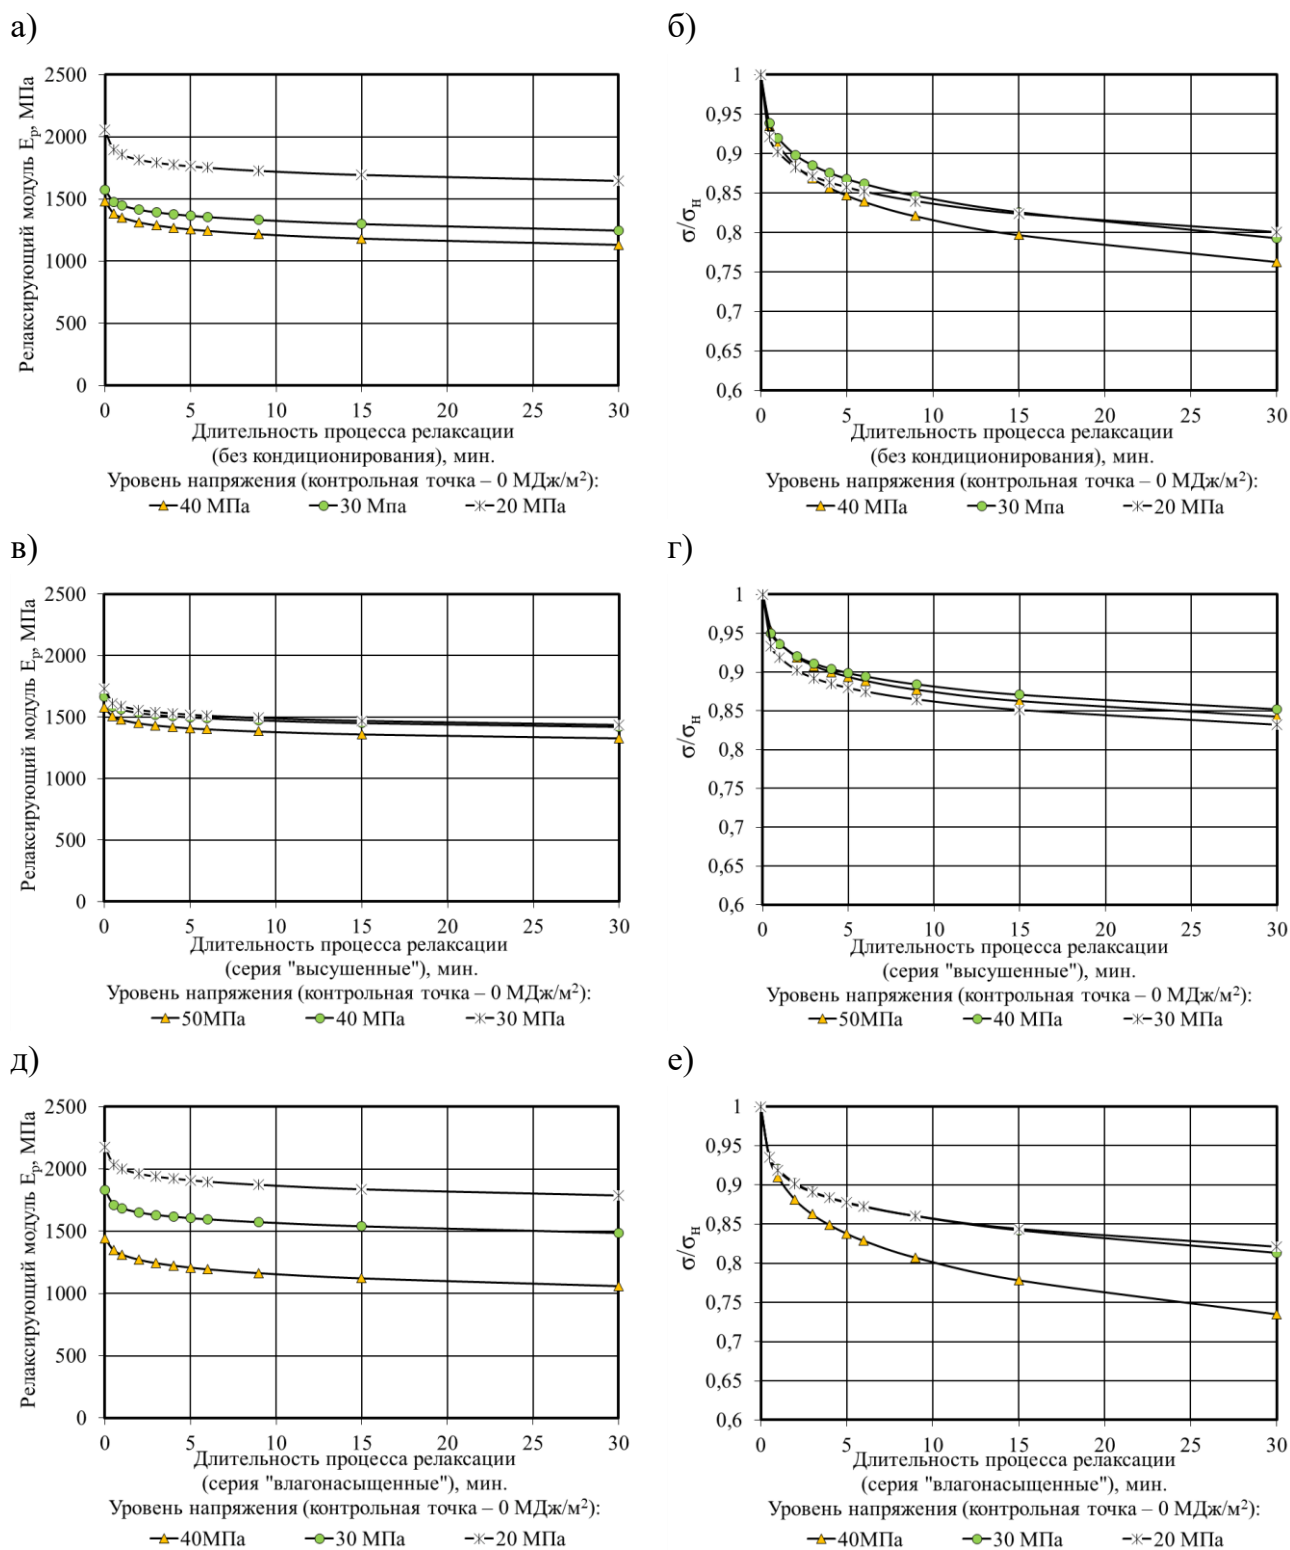 а)
Релаксирующий модуль Eр, МПа
2500
2000
1500
1000
500
0
0 5 10 15 20 25 30
Длительность процесса релаксации
(без кондиционирования), мин.
Уровень напряжения (контрольная точка – 0 МДж/м²):
40 МПа 30 Мпа 20 МПа
б)
σ/σн
1
0,95
0,9
0,85
0,8
0,75
0,7
0,65
0,6
0 5 10 15 20 25 30
Длительность процесса релаксации
(без кондиционирования), мин.
Уровень напряжения (контрольная точка – 0 МДж/м²):
40 МПа 30 Мпа 20 МПа
в)
Релаксирующий модуль Eр, МПа
2500
2000
1500
1000
500
0
0 5 10 15 20 25 30
Длительность процесса релаксации
(серия "высушенные"), мин.
Уровень напряжения (контрольная точка – 0 МДж/м²):
50МПа 40 МПа 30 МПа
г)
σ/σн
1
0,95
0,9
0,85
0,8
0,75
0,7
0,65
0,6
0 5 10 15 20 25 30
Длительность процесса релаксации
(серия "высушенные"), мин.
Уровень напряжения (контрольная точка – 0 МДж/м²):
50МПа 40 МПа 30 МПа
д)
Релаксирующий модуль Eр, МПа
2500
2000
1500
1000
500
0
0 5 10 15 20 25 30
Длительность процесса релаксации
(серия "влагонасыщенные"), мин.
Уровень напряжения (контрольная точка – 0 МДж/м²):
40МПа 30 МПа 20 МПа
е)
σ/σн
1
0,95
0,9
0,85
0,8
0,75
0,7
0,65
0,6
0 5 10 15 20 25 30
Длительность процесса релаксации
(серия "влагонасыщенные"), мин.
Уровень напряжения (контрольная точка – 0 МДж/м²):
40МПа 30 МПа 20 МПа